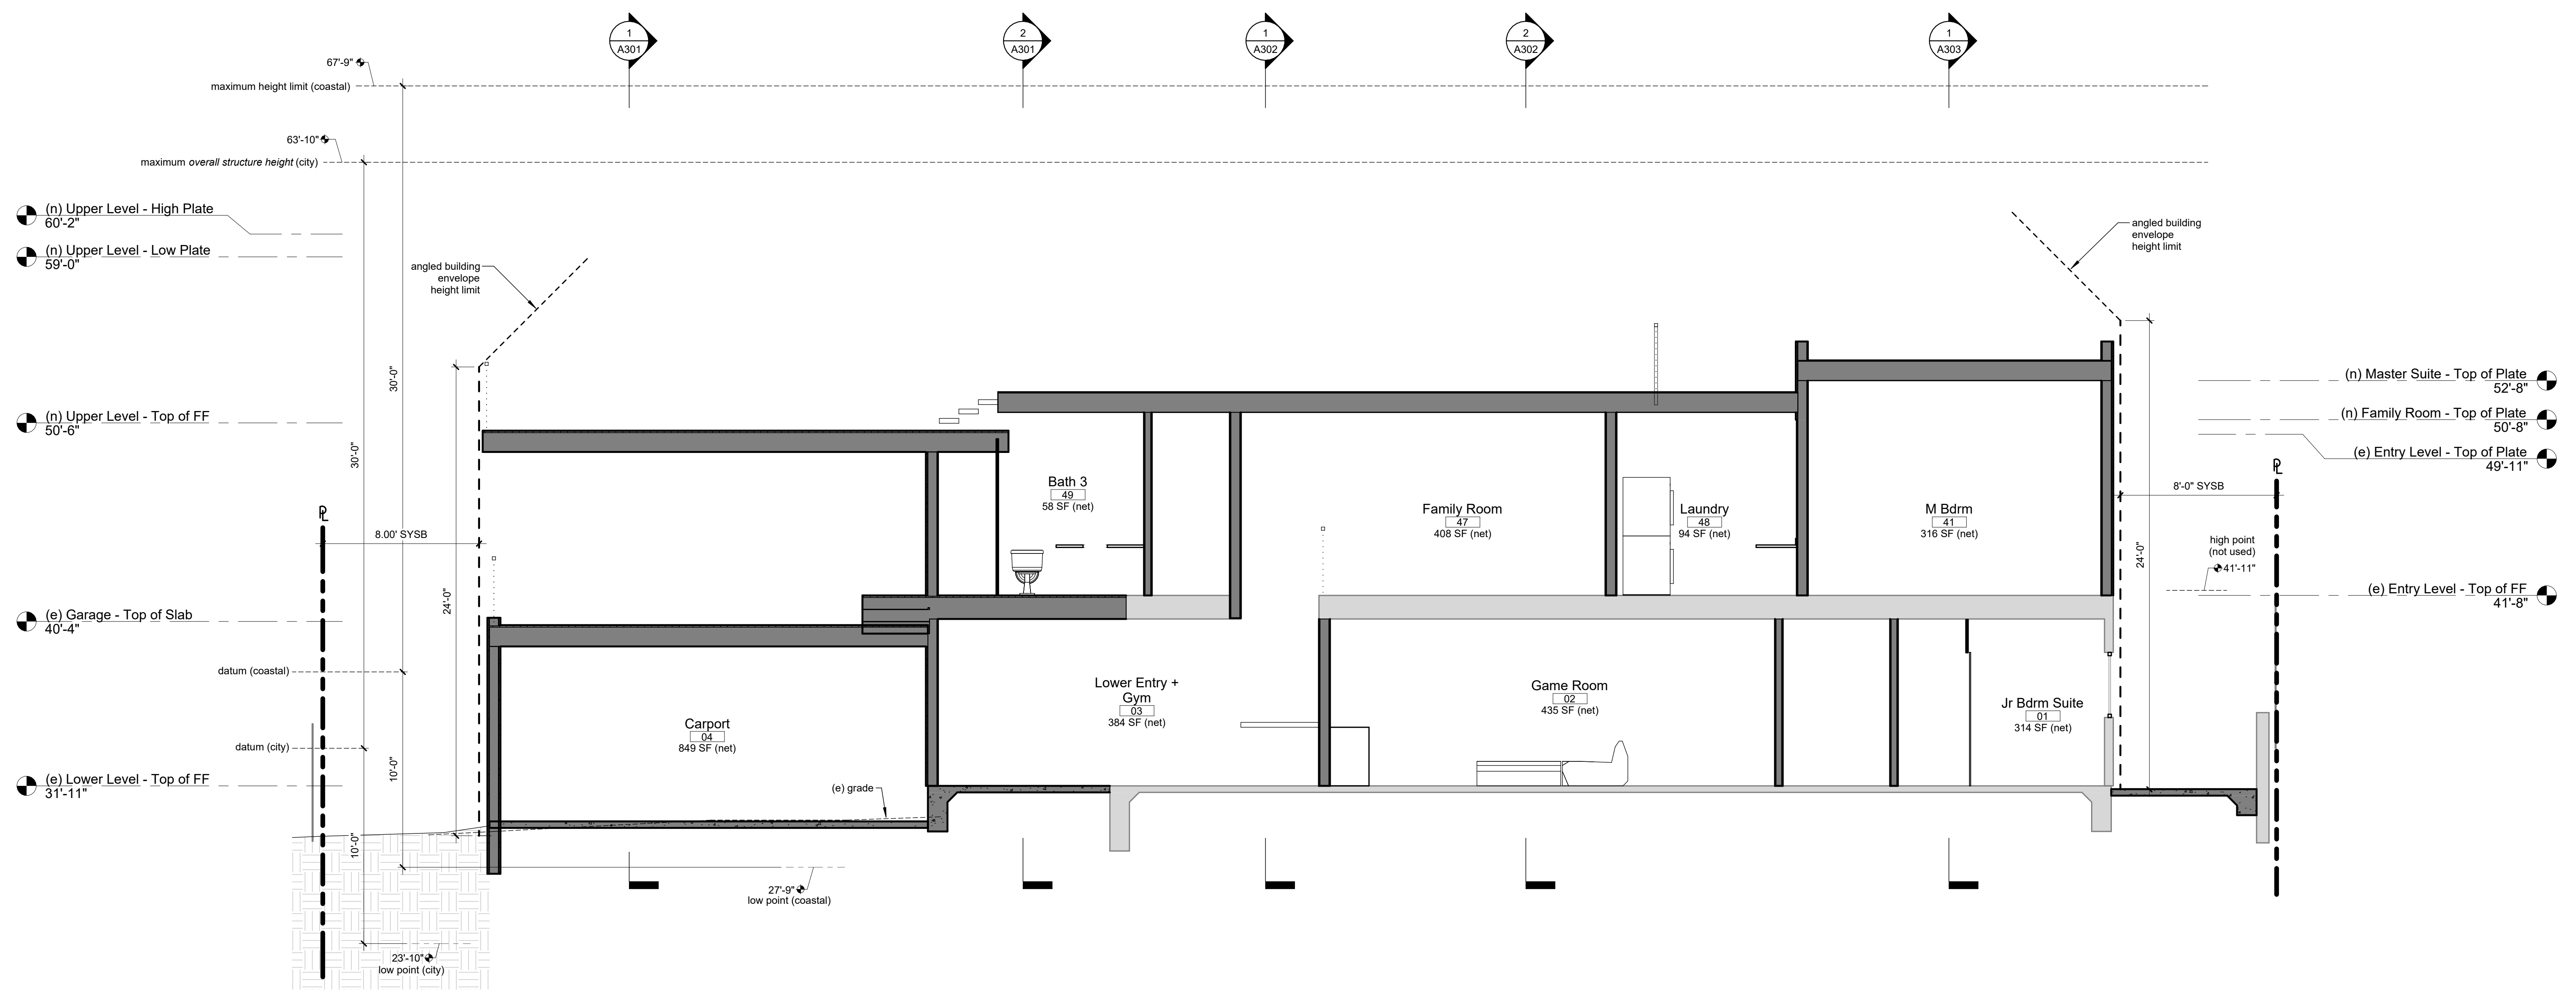 1
A301
2
A301
1
A302
2
A302
1
A303
67'-9"
maximum height limit (coastal)
63'-10"
maximum overall structure height (city)
(n) Upper Level - High Plate
60'-2"
(n) Upper Level - Low Plate
59'-0"
(n) Upper Level - Top of FF
50'-6"
(e) Garage - Top of Slab
40'-4"
datum (coastal)
datum (city)
(e) Lower Level - Top of FF
31'-11"
30'-0"
30'-0"
10'-0"
10'-0"
24'-0"
PL
8.00' SYSB
angled building
envelope
height limit
angled building
envelope
height limit
Bath 3
49
58 SF (net)
Family Room
47
408 SF (net)
Laundry
48
94 SF (net)
M Bdrm
41
316 SF (net)
Carport
04
849 SF (net)
Lower Entry +
Gym
03
384 SF (net)
Game Room
02
435 SF (net)
Jr Bdrm Suite
01
314 SF (net)
(e) grade
27'-9"
low point (coastal)
23'-10"
low point (city)
(n) Master Suite - Top of Plate
52'-8"
(n) Family Room - Top of Plate
50'-8"
(e) Entry Level - Top of Plate
49'-11"
PL
8'-0" SYSB
24'-0"
high point
(not used)
41'-11"
(e) Entry Level - Top of FF
41'-8"